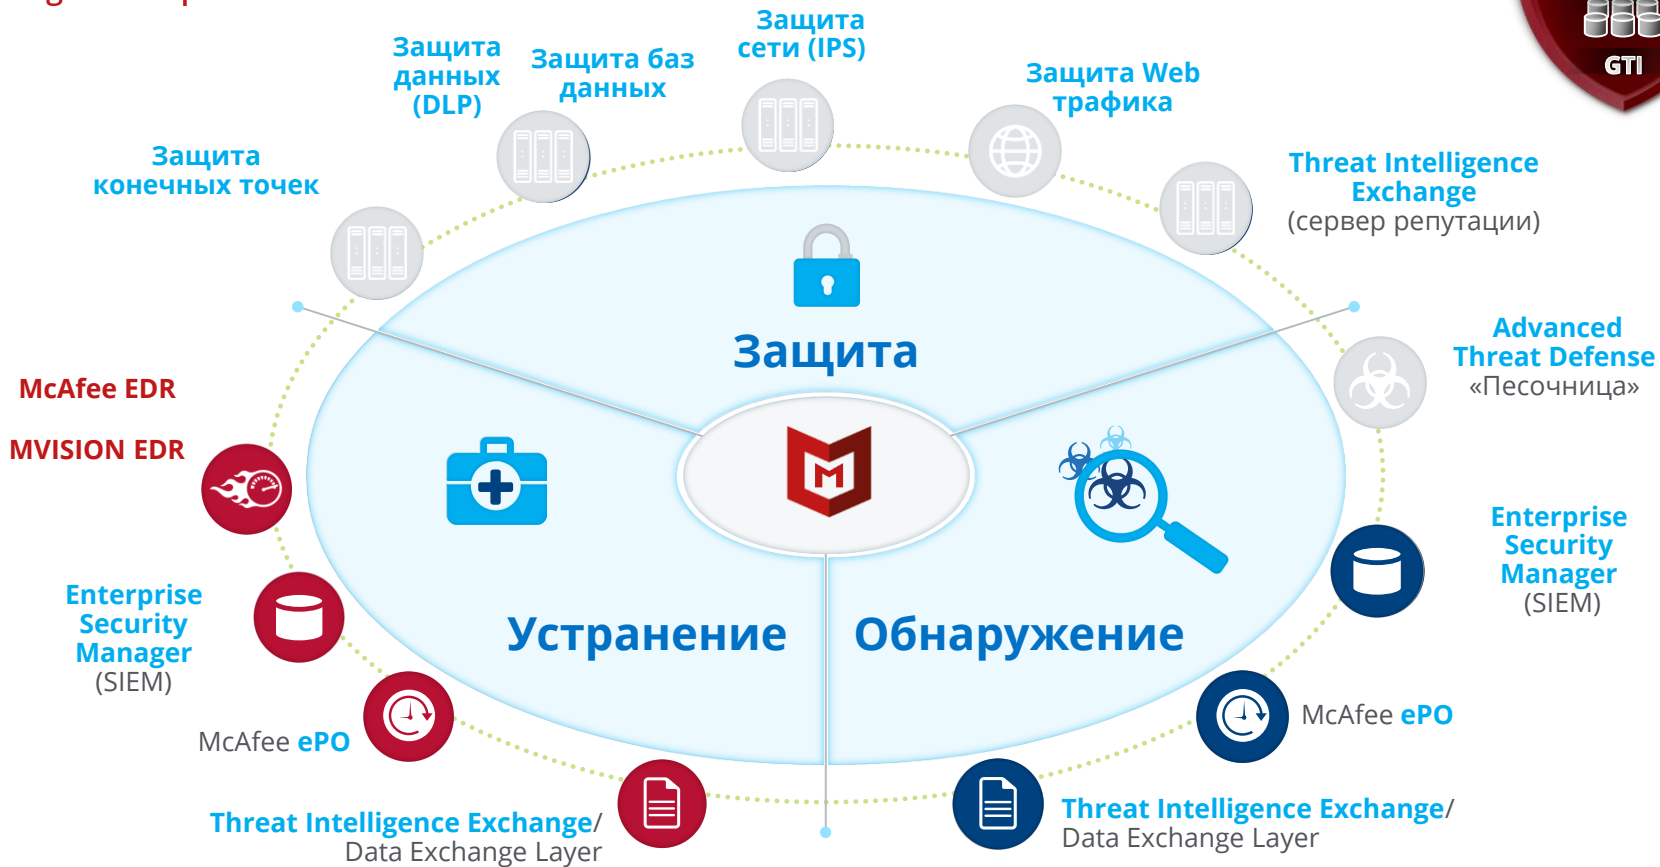 Защита
сети (IPS)
Защита
данных
(DLP)
Защита баз
данных
Защита Web
трафика
GTI
Защита
конечных точек
Threat Intelligence
Exchange
(сервер репутации)
Защита
Advanced
Threat Defense
«Песочница»
McAfee EDR
MVISION EDR
M
Enterprise
Security
Manager
(SIEM)
Enterprise
Security
Manager
(SIEM)
Устранение
Обнаружение
McAfee ePO
McAfee ePO
Threat Intelligence Exchange/
Data Exchange Layer
Threat Intelligence Exchange/
Data Exchange Layer